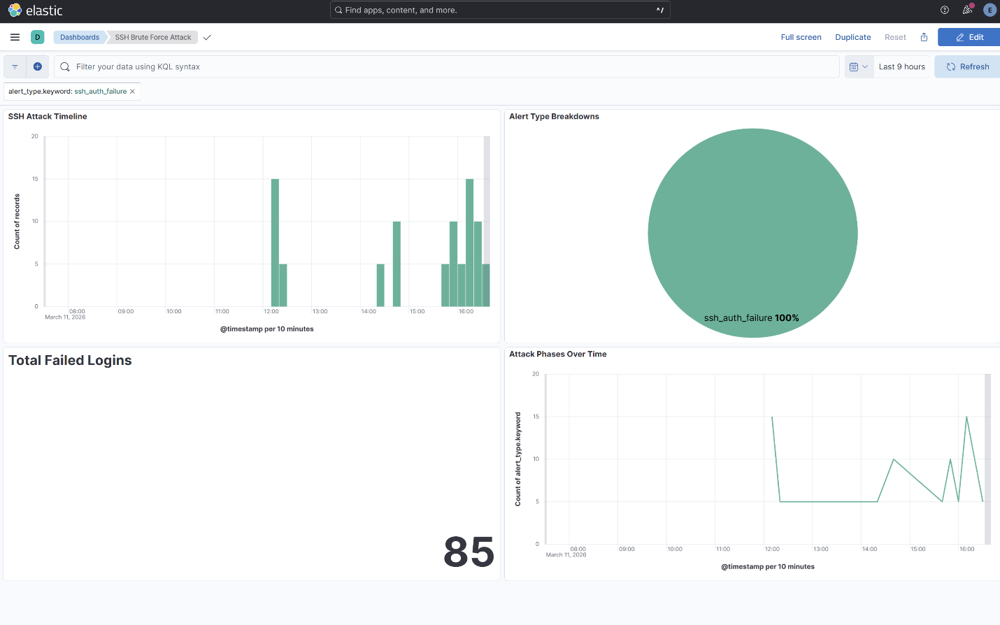 elastic
Find apps, content, and more.
^/
E
D
Dashboards
SSH Brute Force Attack
Full screen
Duplicate
Reset
Edit
Filter your data using KQL syntax
Last 9 hours
Refresh
alert_type.keyword: ssh_auth_failure
SSH Attack Timeline
Count of records
20
15
10
5
0
08:00
09:00
10:00
11:00
12:00
13:00
14:00
15:00
16:00
March 11, 2026
@timestamp per 10 minutes
Alert Type Breakdowns
ssh_auth_failure 100%
Total Failed Logins
85
Attack Phases Over Time
Count of alert_type.keyword
20
15
10
5
0
08:00
09:00
10:00
11:00
12:00
13:00
14:00
15:00
16:00
March 11, 2026
@timestamp per 10 minutes